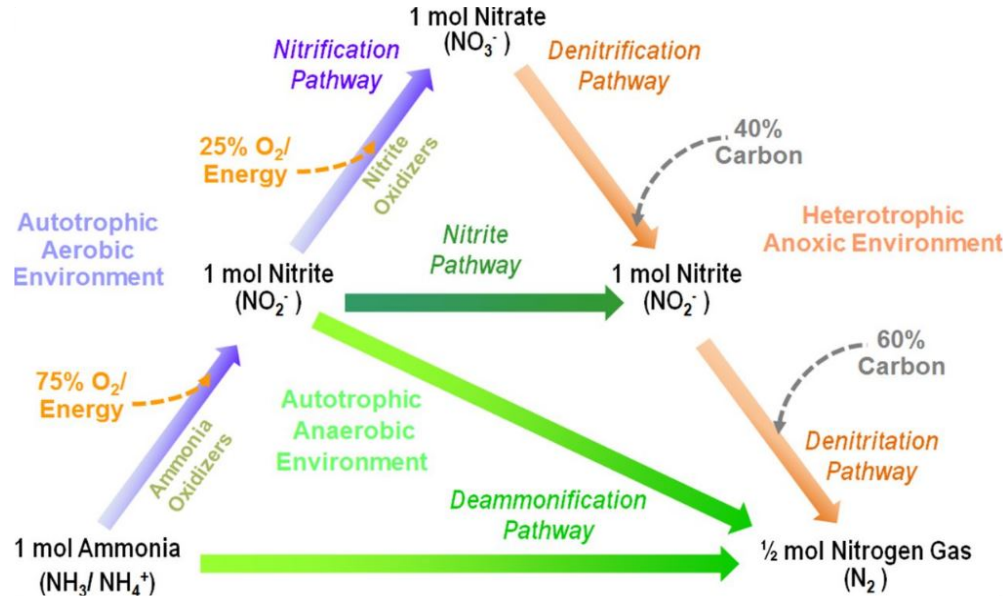 1 mol Nitrate
(NO₃⁻)
Nitrification
Pathway
Denitrification
Pathway
25% O₂/
Energy
Nitrite
Oxidizers
40%
Carbon
Autotrophic
Aerobic
Environment
Heterotrophic
Anoxic Environment
1 mol Nitrite
(NO₂⁻)
Nitrite
Pathway
1 mol Nitrite
(NO₂⁻)
75% O₂/
Energy
Ammonia
Oxidizers
Autotrophic
Anaerobic
Environment
60%
Carbon
Denitritation
Pathway
Deammonification
Pathway
1 mol Ammonia
(NH₃/ NH₄⁺)
½ mol Nitrogen Gas
(N₂)